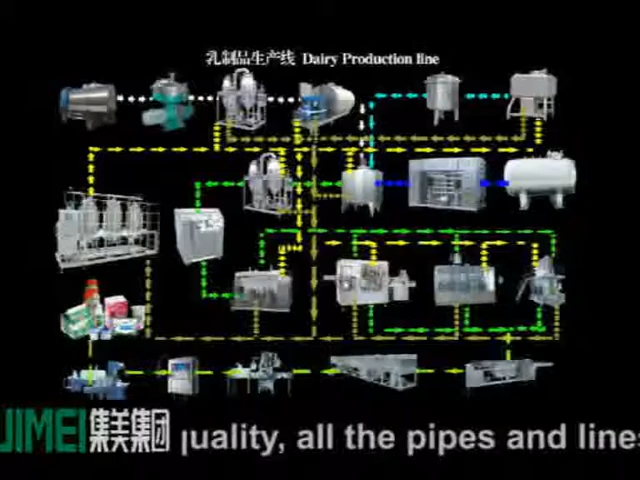 乳制品生产线 Dairy Production line
JIMEI 集美集团 quality, all the pipes and lines